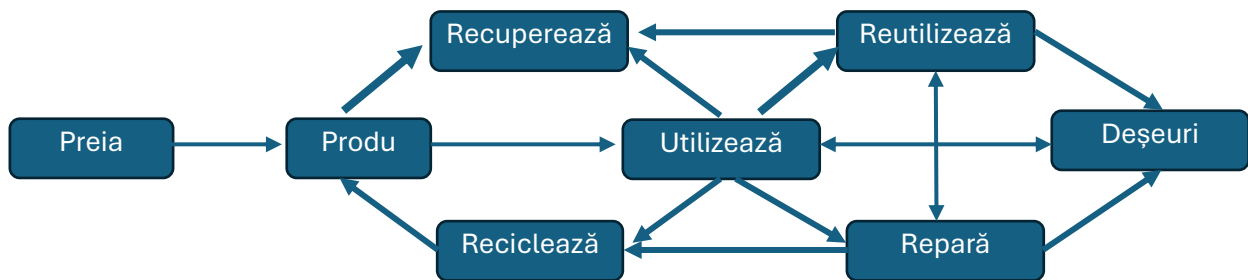 Recuperează
Reutilizează
Preia
Produ
Utilizează
Deșeuri
Reciclează
Repară